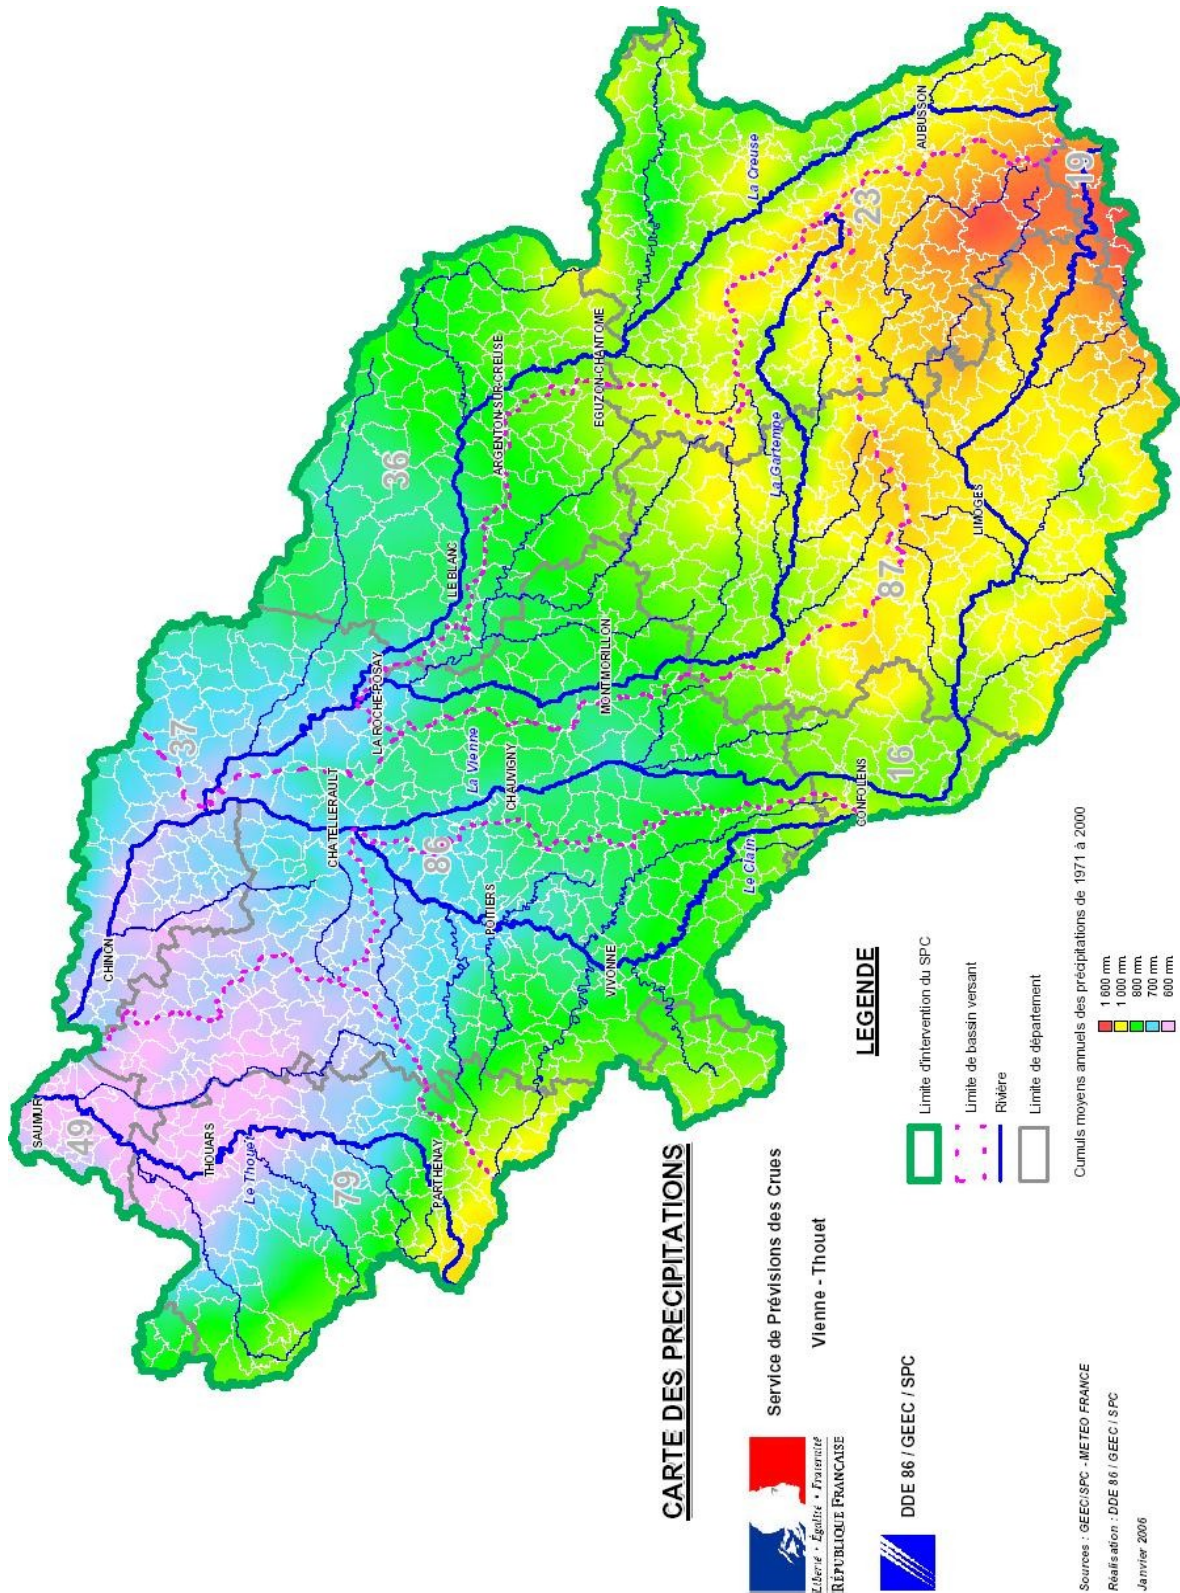 CARTE DES PRECIPITATIONS
Liberté • Égalité • Fraternité
RÉPUBLIQUE FRANÇAISE
Service de Prévisions des Crues
Vienne - Thouet
DDE 86 / GEEC / SPC
Sources : GEEC/SPC - METEO FRANCE
Réalisation : DDE 86 / GEEC / SPC
Janvier 2006
LEGENDE
Limite d'intervention du SPC
Limite de bassin versant
Rivière
Limite de département
Cumuls moyens annuels des précipitations de 1971 à 2000
1 600 mm
1 000 mm
800 mm
700 mm
600 mm
SAUMUR
49
THOUARS
Le Thouet
79
PARTHENAY
CHINON
37
CHATELLERAULT
LA ROCHE-POSAY
La Vienne
86
POITIERS
CHAUVIGNY
VIVONNE
Le Clain
MONTMORILLON
LE BLANC
36
ARGENTON-SUR-CREUSE
EGUZON-CHANTOME
La Creuse
La Gartempe
CONFOLENS
16
87
LIMOGES
23
AUBUSSON
19